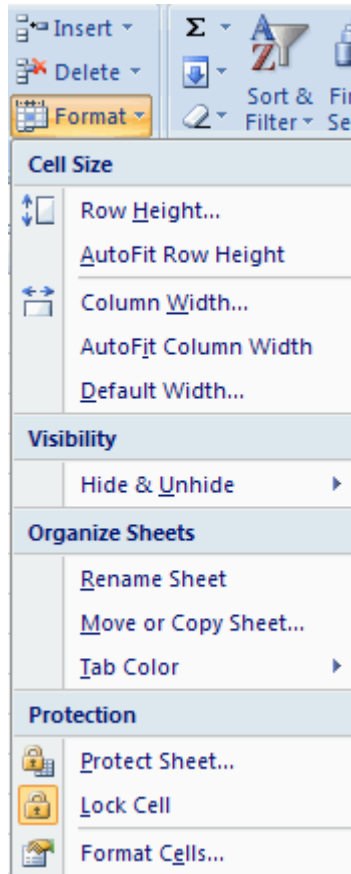 Insert
Delete
Format
Σ
A
Z
Sort &
Filter
Cell Size
Row Height...
AutoFit Row Height
Column Width...
AutoFit Column Width
Default Width...
Visibility
Hide & Unhide
Organize Sheets
Rename Sheet
Move or Copy Sheet...
Tab Color
Protection
Protect Sheet...
Lock Cell
Format Cells...